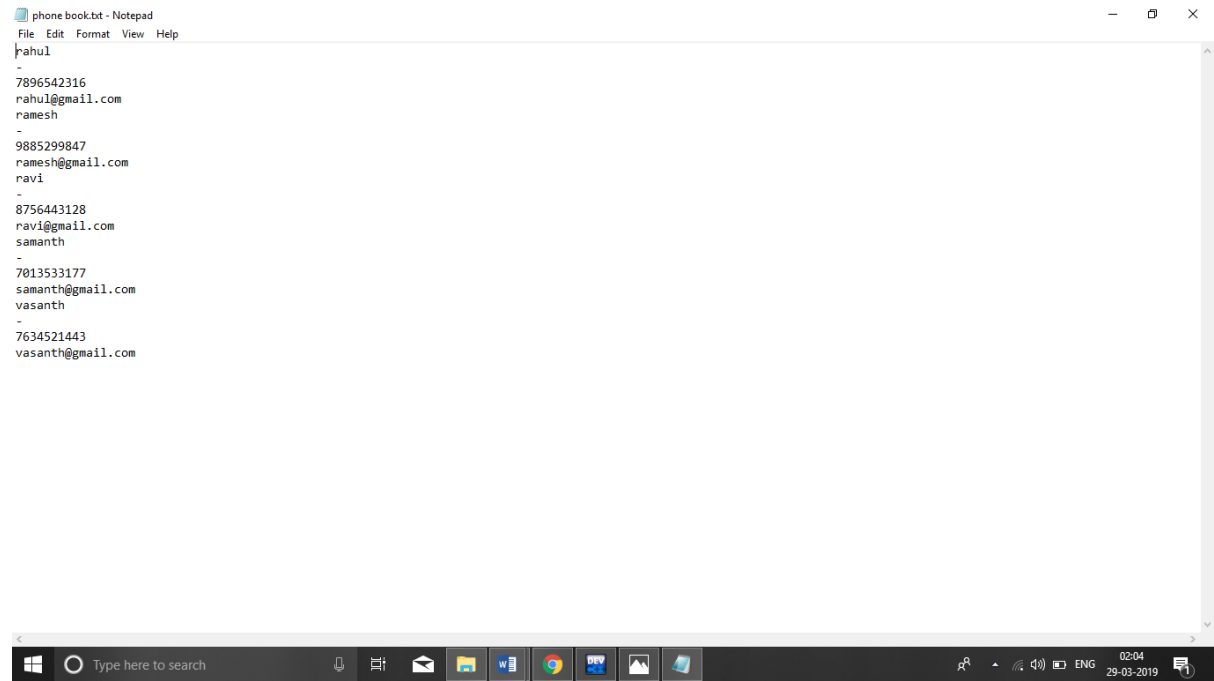 phone book.txt - Notepad
File Edit Format View Help
rahul
-
7896542316
rahul@gmail.com
ramesh
-
9885299847
ramesh@gmail.com
ravi
-
8756443128
ravi@gmail.com
samanth
-
7013533177
samanth@gmail.com
vasanth
-
7634521443
vasanth@gmail.com
Type here to search
W
DEV
ENG
02:04
29-03-2019
1